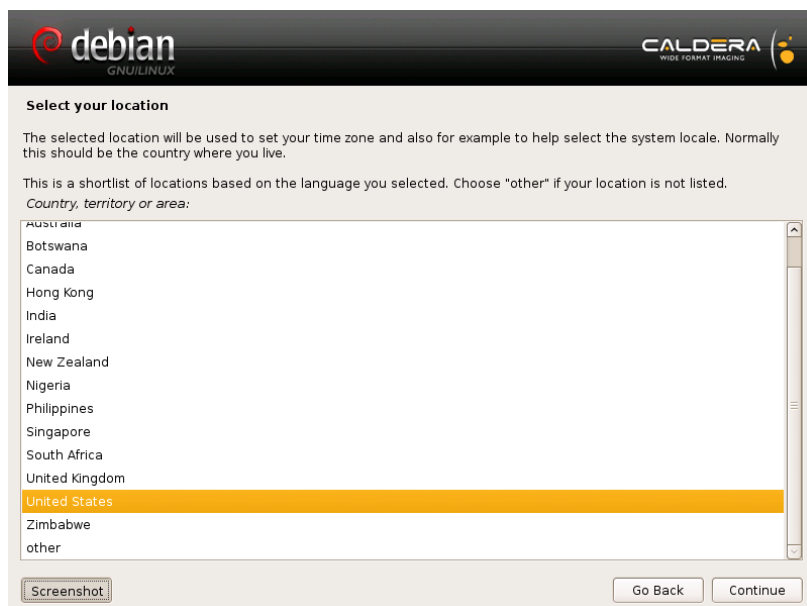 debian
GNU/LINUX
CALDERA
WIDE FORMAT IMAGING
Select your location
The selected location will be used to set your time zone and also for example to help select the system locale. Normally
this should be the country where you live.
This is a shortlist of locations based on the language you selected. Choose "other" if your location is not listed.
Country, territory or area:
Australia
Botswana
Canada
Hong Kong
India
Ireland
New Zealand
Nigeria
Philippines
Singapore
South Africa
United Kingdom
United States
Zimbabwe
other
Screenshot
Go Back
Continue